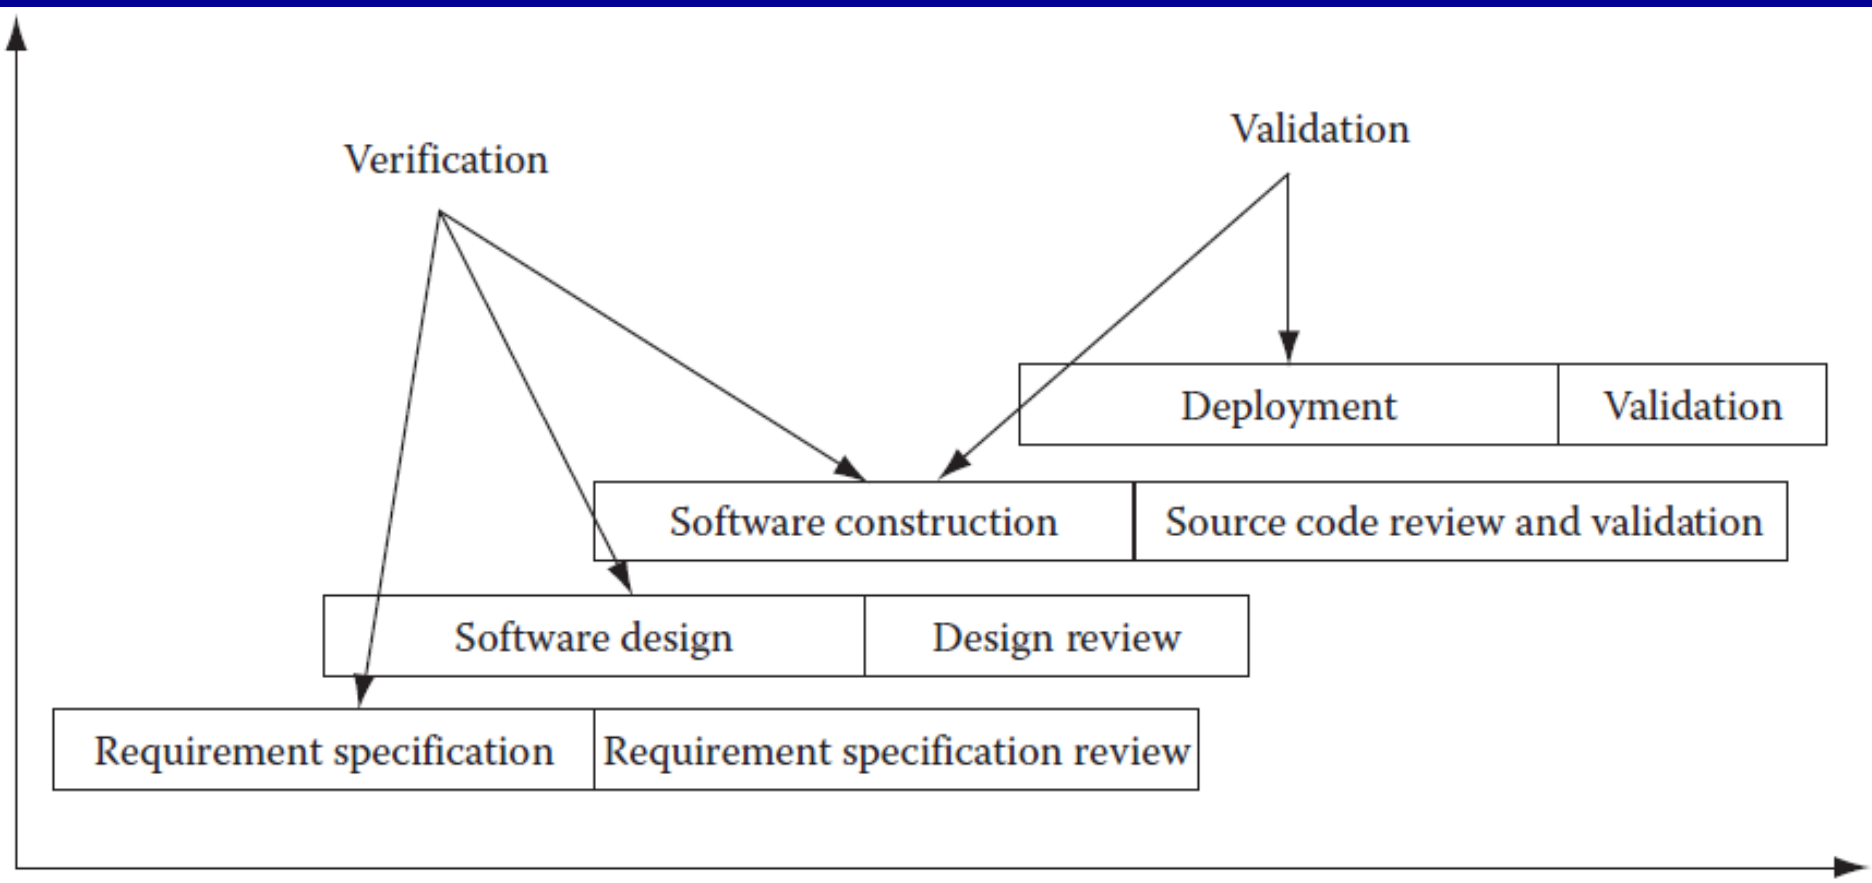 Validation
Verification
Deployment
Validation
Software construction
Source code review and validation
Software design
Design review
Requirement specification
Requirement specification review